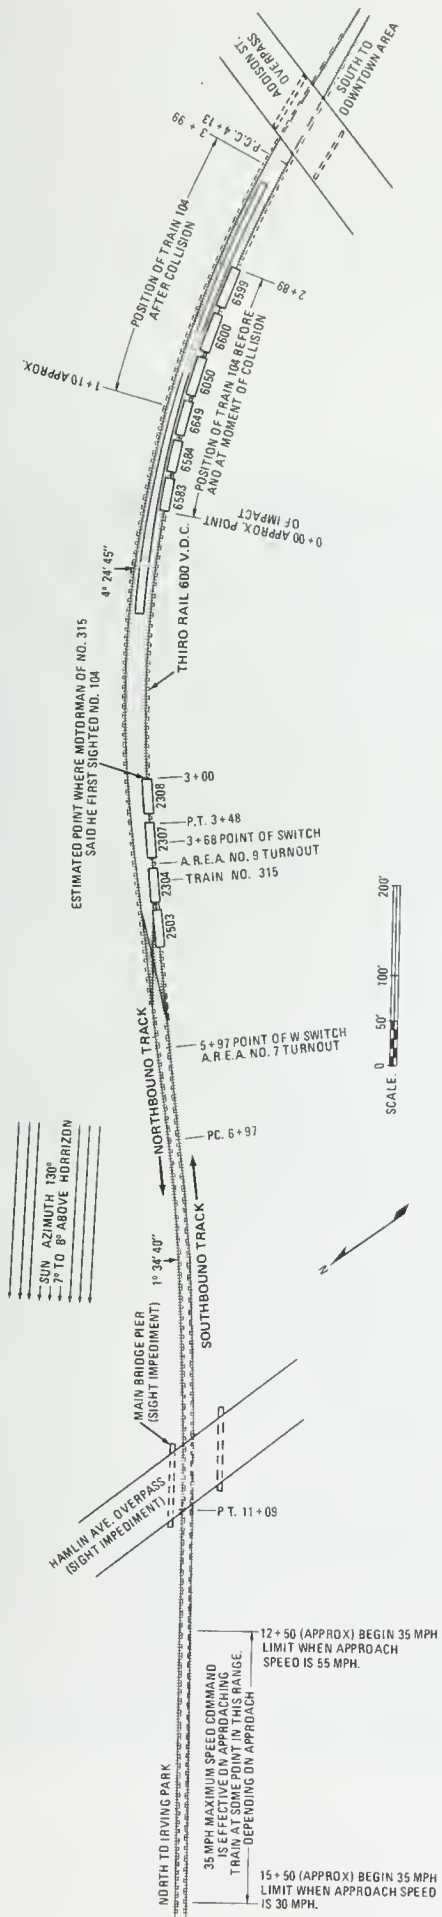 ADDISON ST.
OVERPASS
SOUTH TO
DOWNTOWN AREA
P.C.C. 4 + 13
3 + 99
POSITION OF TRAIN 104
AFTER COLLISION
1 + 10 APPROX.
2 + 89
6599
6600
6050
6649
6584
6583
POSITION OF TRAIN 104 BEFORE
AND AT MOMENT OF COLLISION
0 + 00 APPROX. POINT
OF IMPACT
4° 24' 45"
THIRO RAIL 600 V.D.C.
ESTIMATED POINT WHERE MOTORMAN OF NO. 315
SAID HE FIRST SIGHTED NO. 104
3 + 00
2308
P.T. 3 + 48
2307
3 + 68 POINT OF SWITCH
A.R.E.A. NO. 9 TURNOUT
2304
TRAIN NO. 315
2503
5 + 97 POINT OF W SWITCH
A.R.E.A. NO. 7 TURNOUT
NORTHBOUND TRACK
PC. 6 + 97
SOUTHBOUND TRACK
SCALE.
0
50'
100'
200'
N
SUN AZIMUTH 130°
7° TO 8° ABOVE HORRIZON
1° 34' 40"
MAIN BRIDGE PIER
(SIGHT IMPEDIMENT)
HAMLIN AVE. OVERPASS
(SIGHT IMPEDIMENT)
P T. 11 + 09
12 + 50 (APPROX) BEGIN 35 MPH
LIMIT WHEN APPROACH
SPEED IS 55 MPH.
NORTH TO IRVING PARK
35 MPH MAXIMUM SPEED COMMAND
IS EFFECTIVE ON APPROACHING
TRAIN AT SOME POINT IN THIS RANGE.
DEPENDING ON APPROACH
15 + 50 (APPROX) BEGIN 35 MPH
LIMIT WHEN APPROACH SPEED
IS 30 MPH.